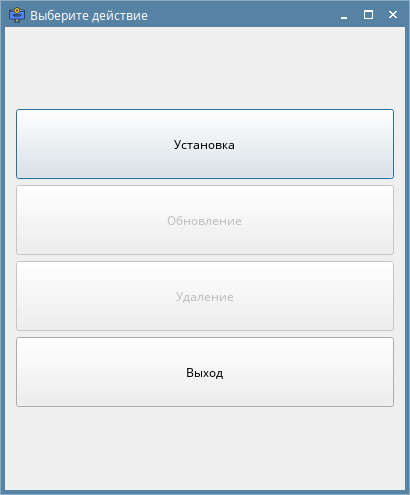 Выберите действие
Установка
Обновление
Удаление
Выход